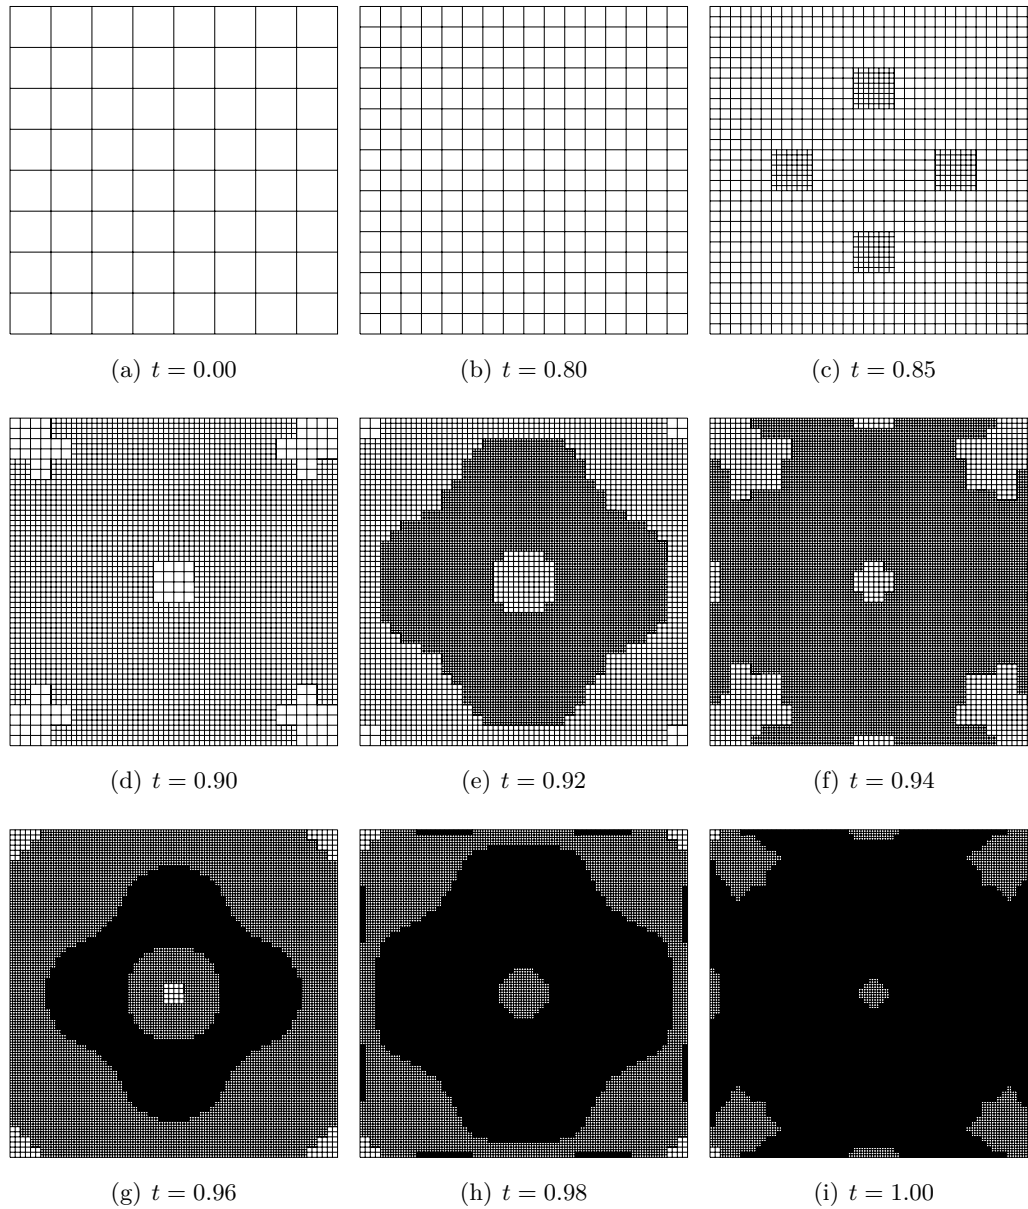 (a) t = 0.00
(b) t = 0.80
(c) t = 0.85
(d) t = 0.90
(e) t = 0.92
(f) t = 0.94
(g) t = 0.96
(h) t = 0.98
(i) t = 1.00